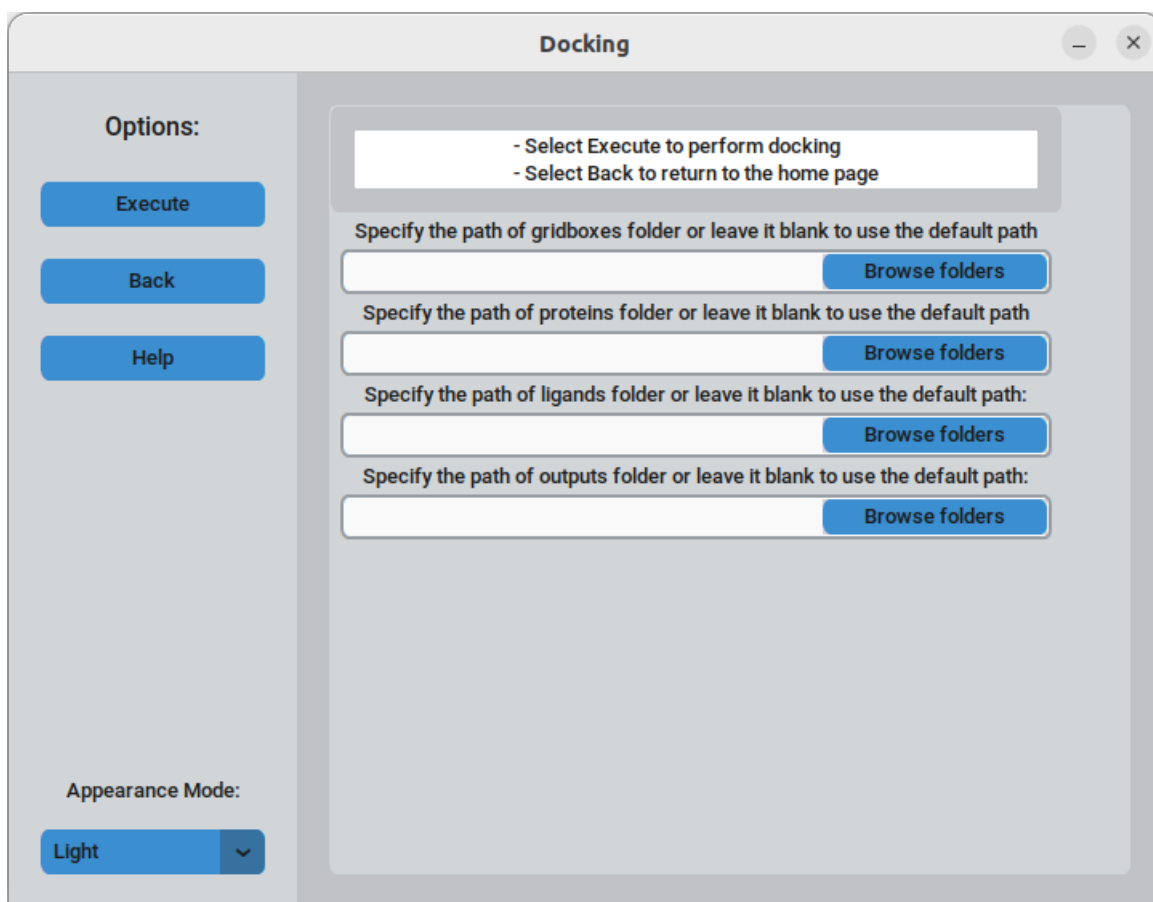 Docking
Options:
Execute
Back
Help
Appearance Mode:
Light
- Select Execute to perform docking
- Select Back to return to the home page
Specify the path of gridboxes folder or leave it blank to use the default path
Browse folders
Specify the path of proteins folder or leave it blank to use the default path
Browse folders
Specify the path of ligands folder or leave it blank to use the default path:
Browse folders
Specify the path of outputs folder or leave it blank to use the default path:
Browse folders